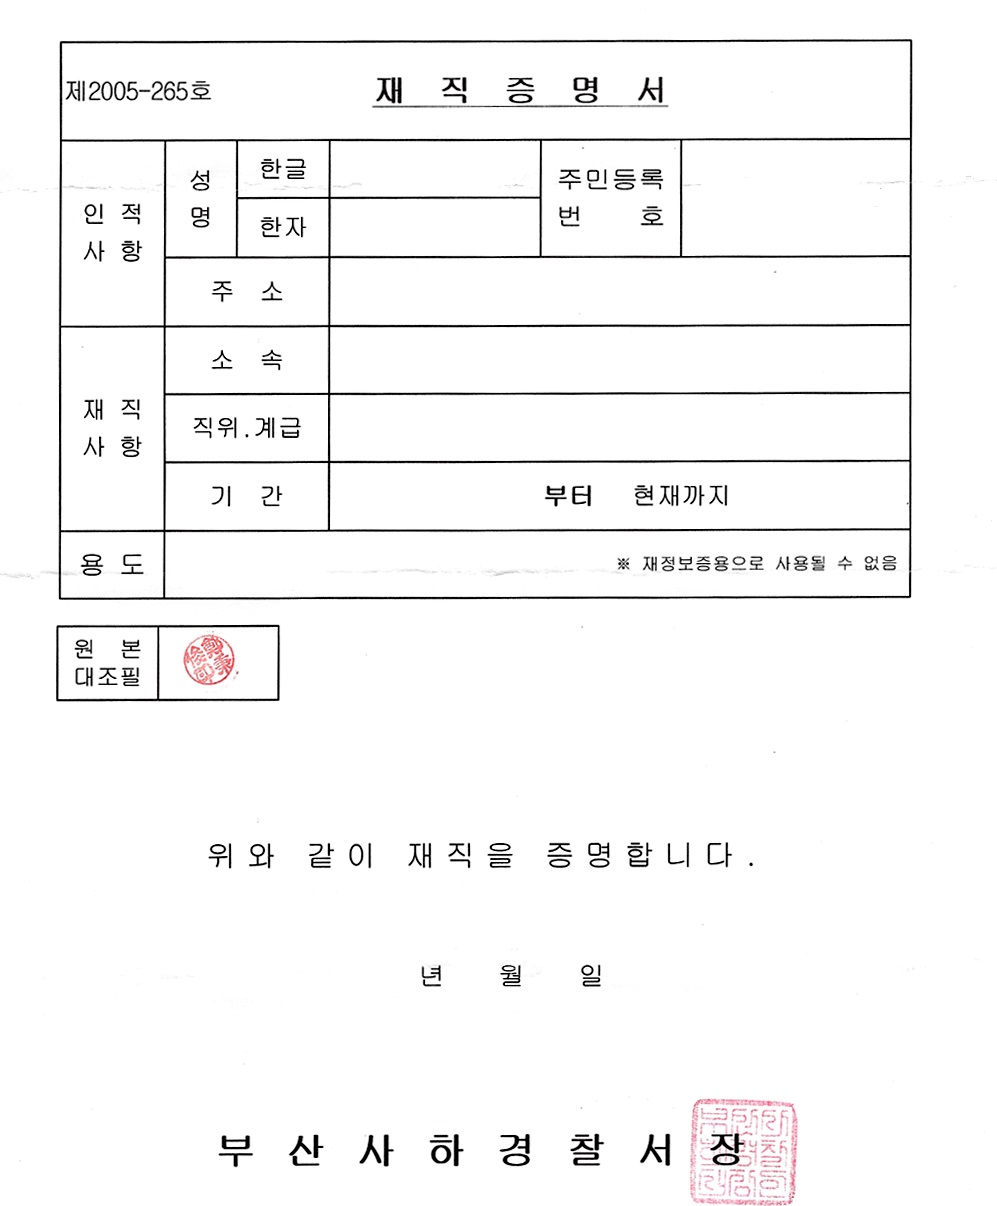 제2005-265호
재 직 증 명 서
인 적
사 항
성
명
한글
한자
주민등록
번 호
주 소
재 직
사 항
소 속
직위.계급
기 간
부터 현재까지
용 도
※ 재정보증용으로 사용될 수 없음
원 본
대조필
위 와 같 이 재 직 을 증 명 합 니 다 .
년 월 일
부 산 사 하 경 찰 서 장